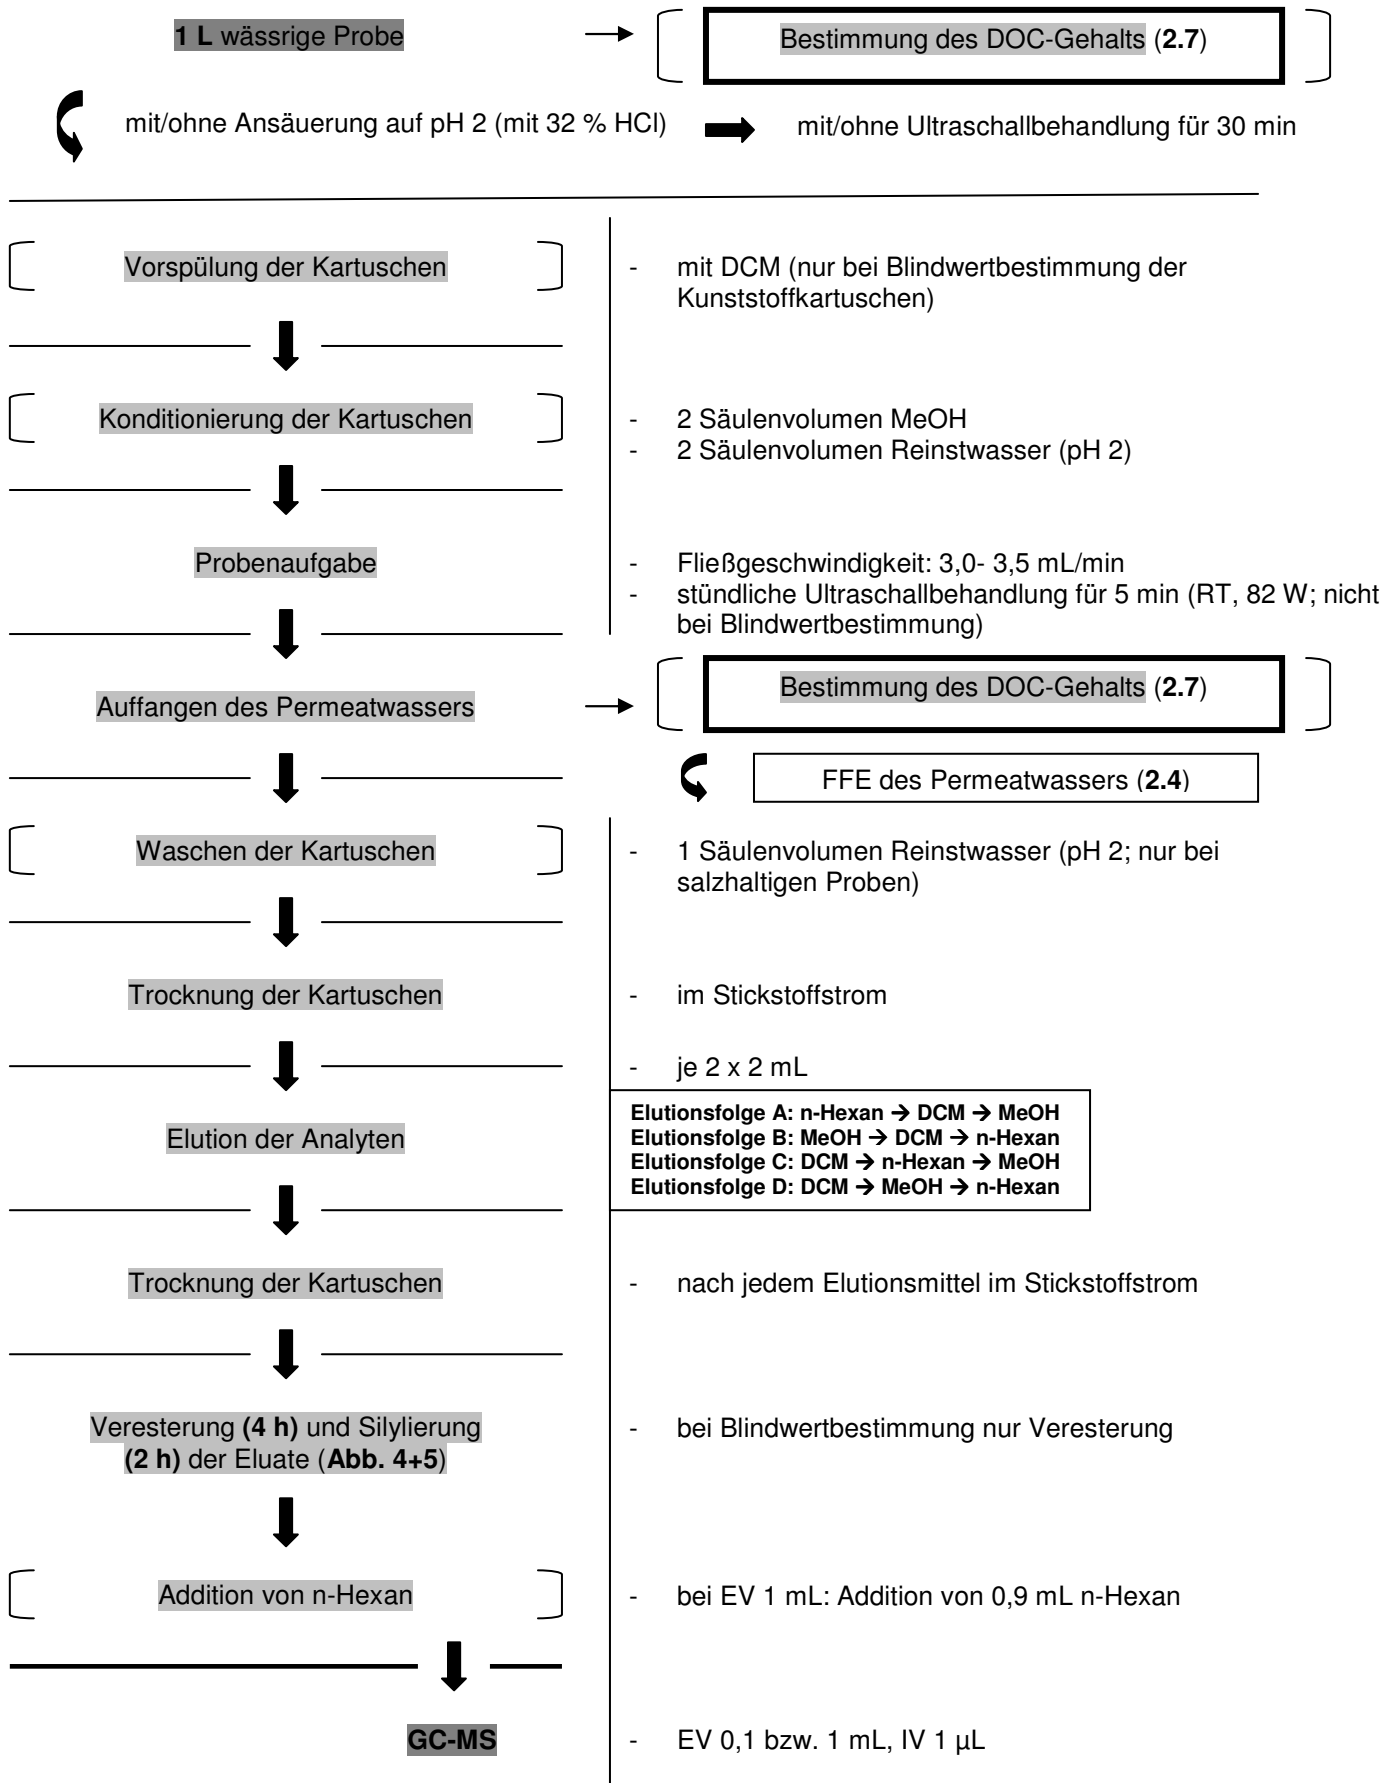 1 L wässrige Probe
Bestimmung des DOC-Gehalts (2.7)
mit/ohne Ansäuerung auf pH 2 (mit 32 % HCl)
mit/ohne Ultraschallbehandlung für 30 min
Vorspülung der Kartuschen
- mit DCM (nur bei Blindwertbestimmung der
Kunststoffkartuschen)
Konditionierung der Kartuschen
- 2 Säulenvolumen MeOH
- 2 Säulenvolumen Reinstwasser (pH 2)
Probenaufgabe
- Fließgeschwindigkeit: 3,0- 3,5 mL/min
- stündliche Ultraschallbehandlung für 5 min (RT, 82 W; nicht
bei Blindwertbestimmung)
Auffangen des Permeatwassers
Bestimmung des DOC-Gehalts (2.7)
FFE des Permeatwassers (2.4)
Waschen der Kartuschen
- 1 Säulenvolumen Reinstwasser (pH 2; nur bei
salzhaltigen Proben)
Trocknung der Kartuschen
- im Stickstoffstrom
- je 2 x 2 mL
Elution der Analyten
Elutionsfolge A: n-Hexan → DCM → MeOH
Elutionsfolge B: MeOH → DCM → n-Hexan
Elutionsfolge C: DCM → n-Hexan → MeOH
Elutionsfolge D: DCM → MeOH → n-Hexan
Trocknung der Kartuschen
- nach jedem Elutionsmittel im Stickstoffstrom
Veresterung (4 h) und Silylierung
(2 h) der Eluate (Abb. 4+5)
- bei Blindwertbestimmung nur Veresterung
Addition von n-Hexan
- bei EV 1 mL: Addition von 0,9 mL n-Hexan
GC-MS
- EV 0,1 bzw. 1 mL, IV 1 µL